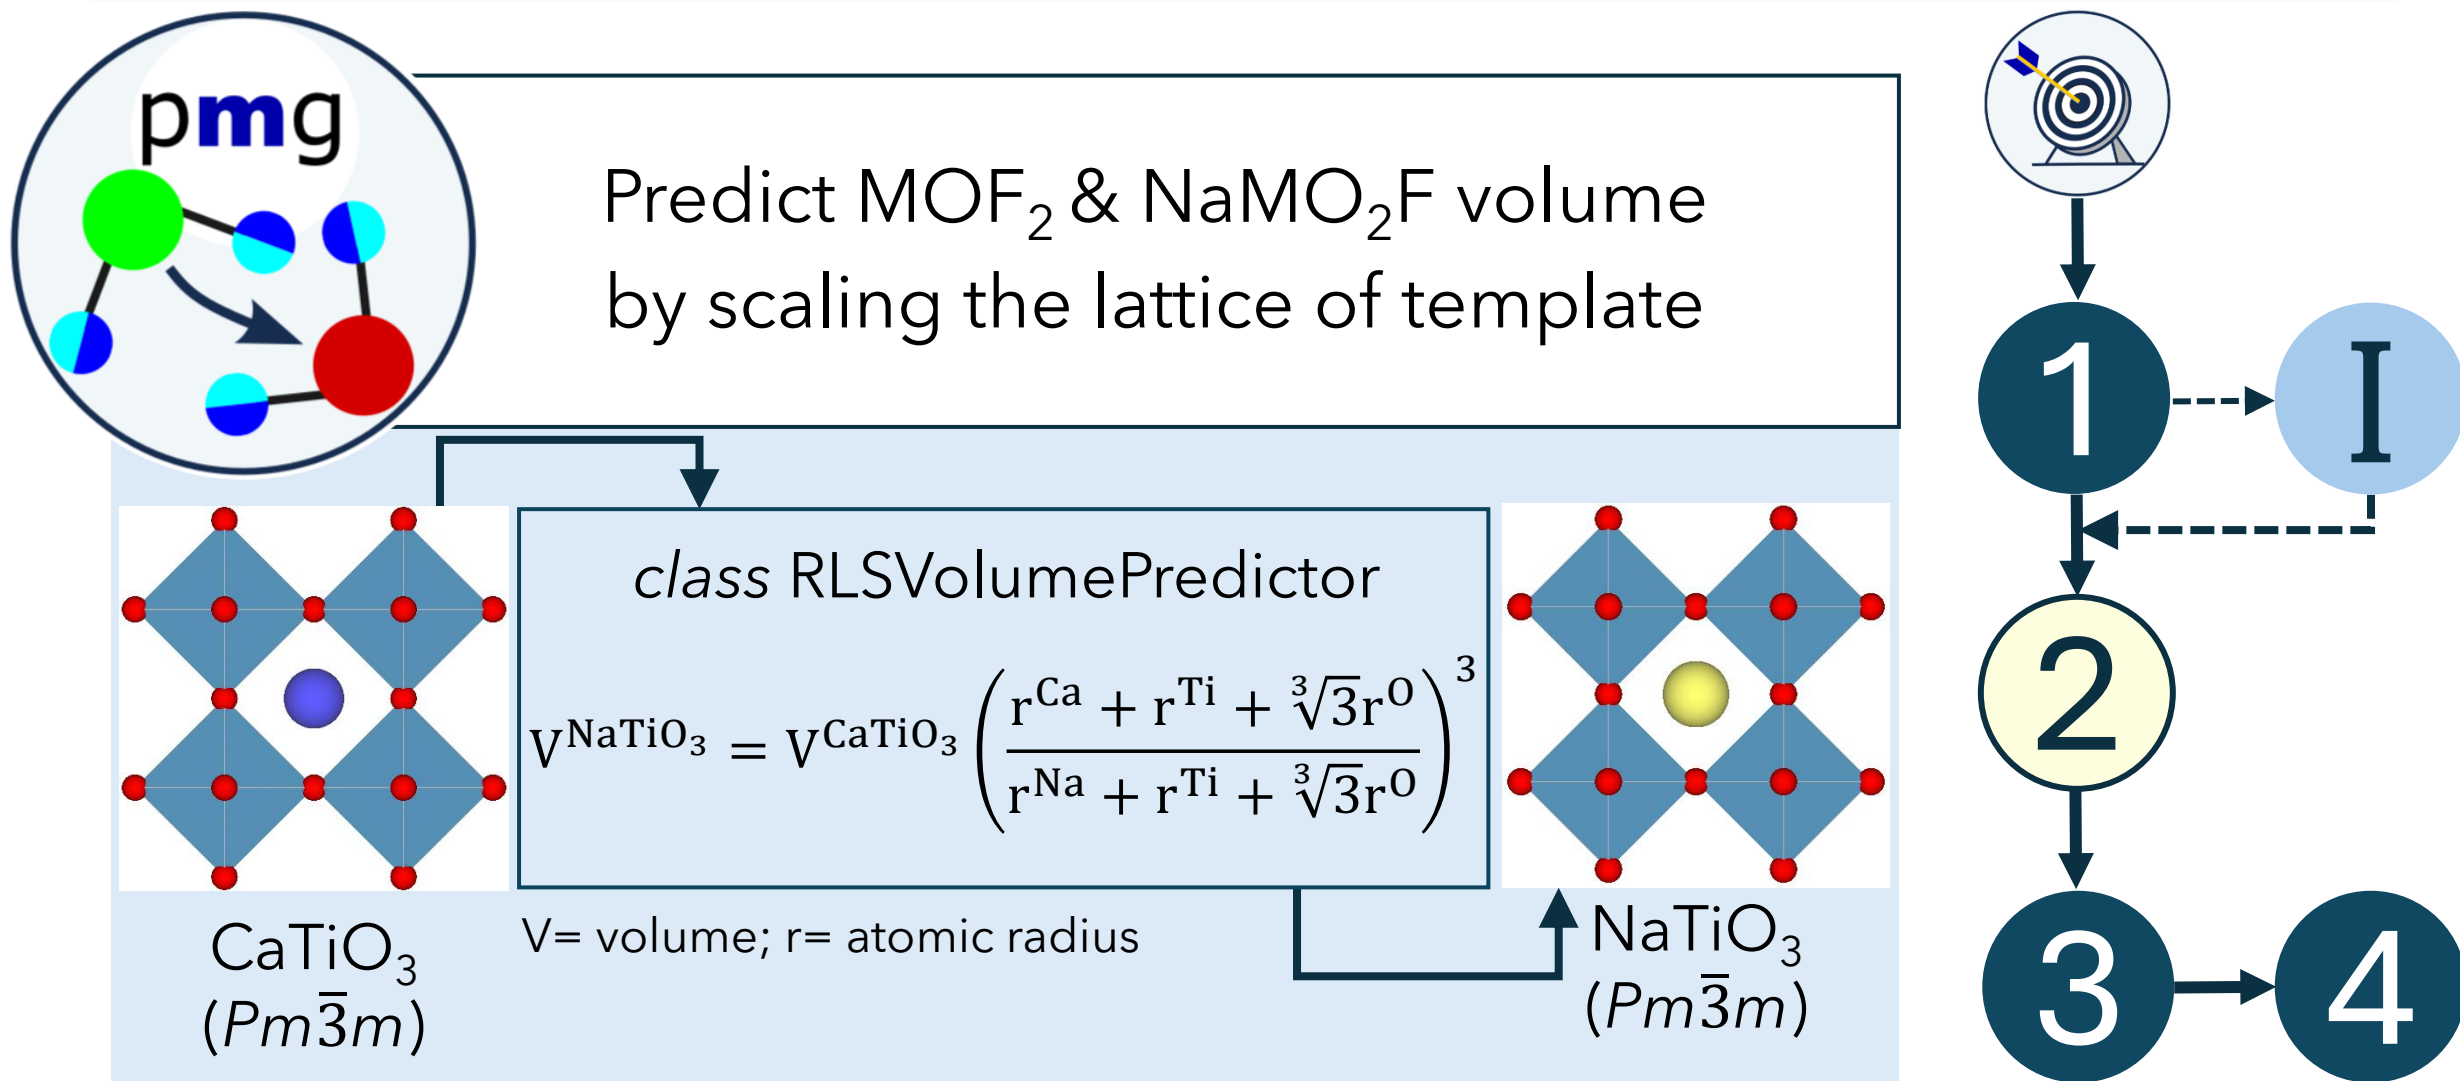 pmg
Predict MOF₂ & NaMO₂F volume
by scaling the lattice of template
class RLSVolumePredictor
V^NaTiO₃ = V^CaTiO₃ ((r^Ca + r^Ti + ∛3r^O) / (r^Na + r^Ti + ∛3r^O))³
V= volume; r= atomic radius
CaTiO₃
(Pm3̅m)
NaTiO₃
(Pm3̅m)
1
I
2
3
4